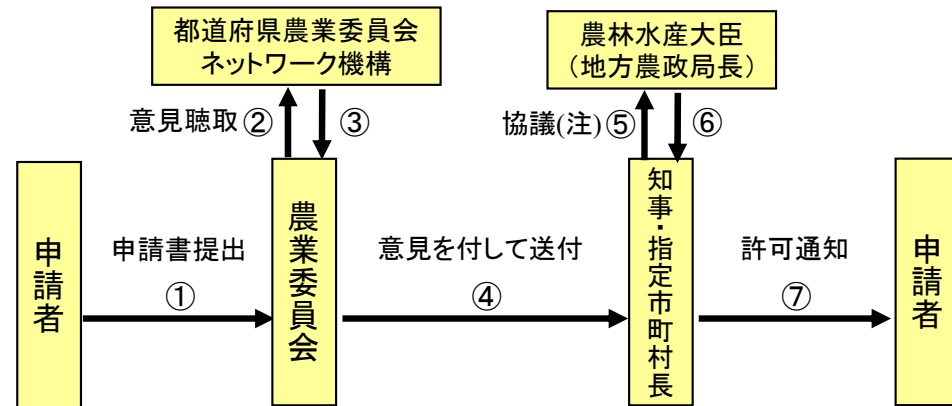 都道府県農業委員会
ネットワーク機構
農林水産大臣
（地方農政局長）
意見聴取②
③
協議(注)⑤
⑥
申請者
申請書提出
①
農業委員会
意見を付して送付
④
知事・指定市町村長
許可通知
⑦
申請者